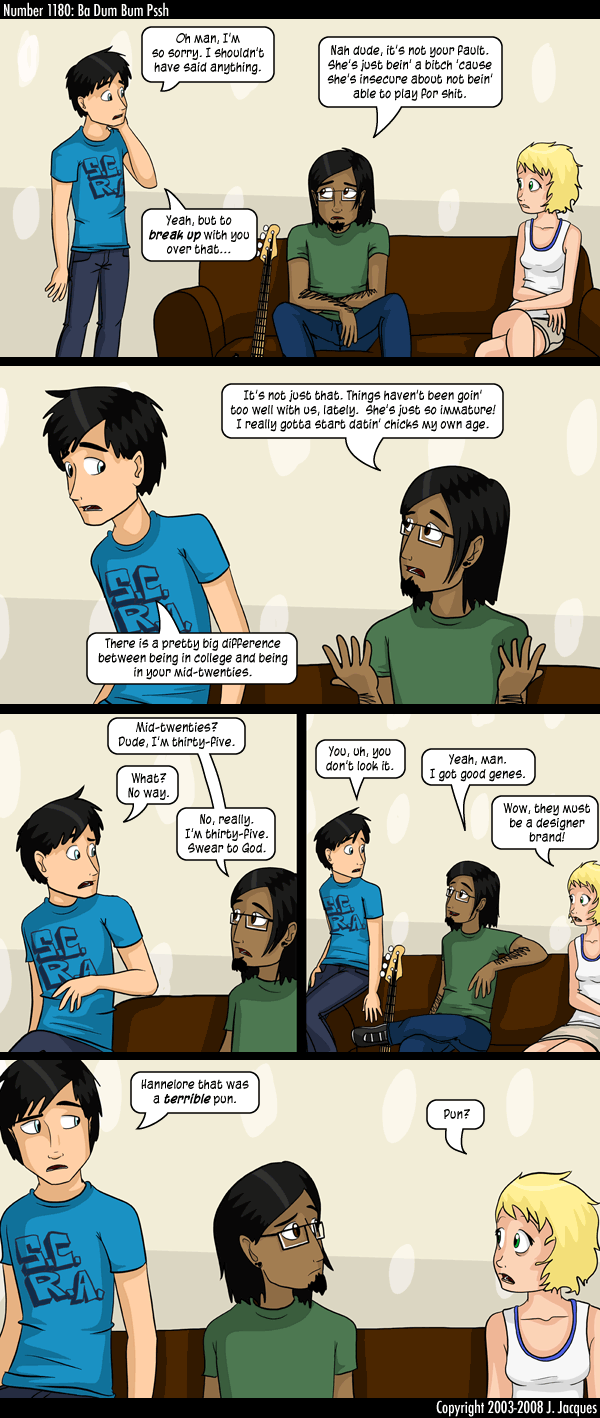 Number 1180: Ba Dum Bum Pssh
Oh man, I'm
so sorry. I shouldn't
have said anything.
Nah dude, it's not your fault.
She's just bein' a bitch 'cause
she's insecure about not bein'
able to play for shit.
Yeah, but to
break up with you
over that...
S.C.
R.A.
It's not just that. Things haven't been goin'
too well with us, lately. She's just so immature!
I really gotta start datin' chicks my own age.
S.C.
R.A.
There is a pretty big difference
between being in college and being
in your mid-twenties.
Mid-twenties?
Dude, I'm thirty-five.
What?
No way.
No, really.
I'm thirty-five.
Swear to God.
S.C.
R.A.
You, uh, you
don't look it.
Yeah, man.
I got good genes.
Wow, they must
be a designer
brand!
S.C.
R.A.
Hannelore that was
a terrible pun.
Pun?
S.C.
R.A.
Copyright 2003-2008 J. Jacques